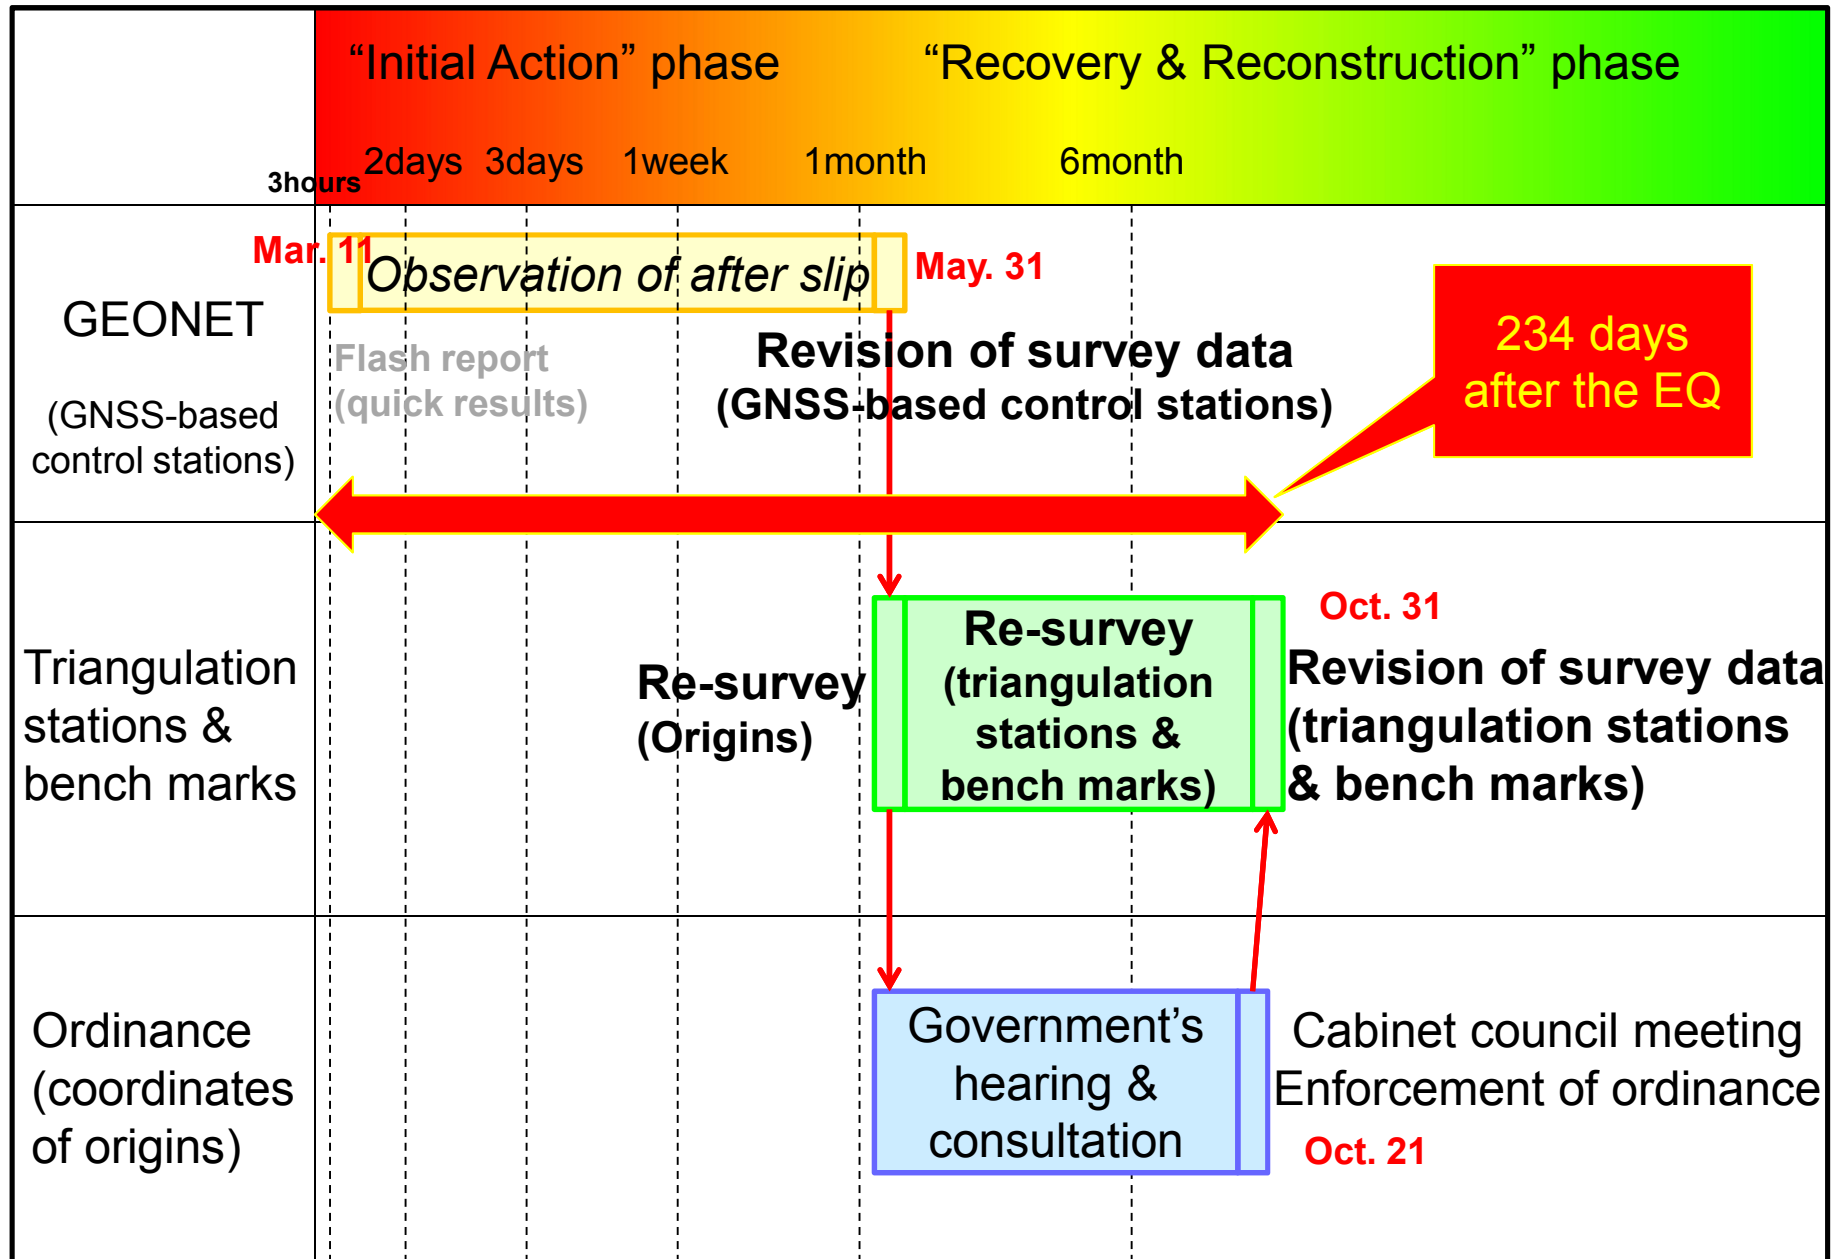 “Initial Action” phase
“Recovery & Reconstruction” phase
3hours
2days
3days
1week
1month
6month
GEONET
(GNSS-based
control stations)
Mar. 11
Observation of after slip
May. 31
Flash report
(quick results)
Revision of survey data
(GNSS-based control stations)
234 days
after the EQ
Triangulation
stations &
bench marks
Re-survey
(Origins)
Re-survey
(triangulation
stations &
bench marks)
Oct. 31
Revision of survey data
(triangulation stations
& bench marks)
Ordinance
(coordinates
of origins)
Government’s
hearing &
consultation
Cabinet council meeting
Enforcement of ordinance
Oct. 21